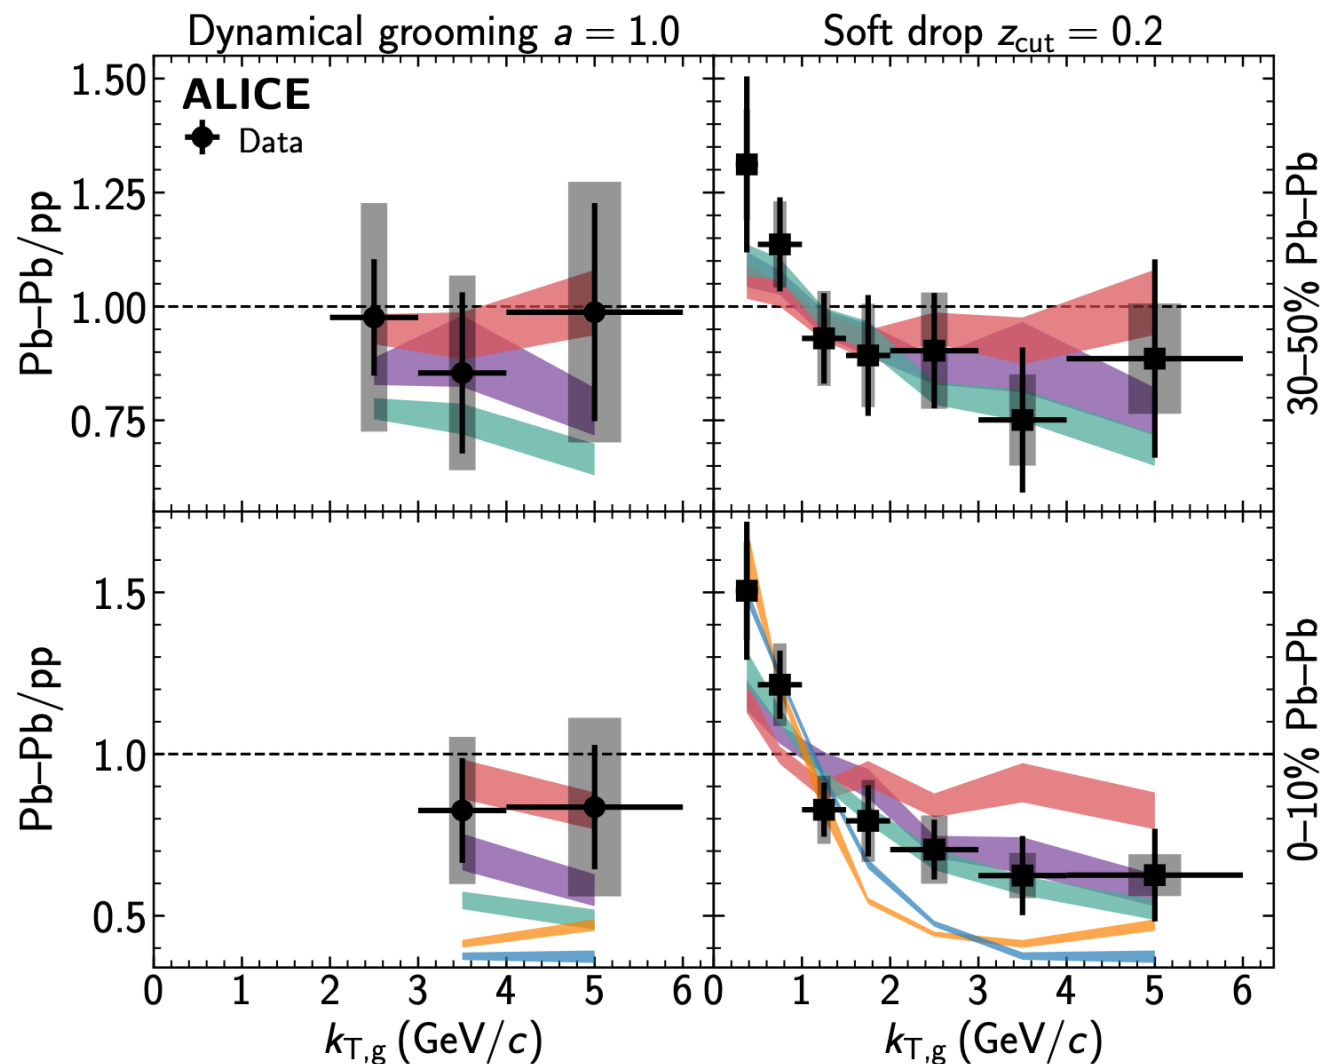 Dynamical grooming a = 1.0
Soft drop z_cut = 0.2
ALICE
Data
1.50
1.25
1.00
0.75
Pb–Pb/pp
30–50% Pb–Pb
1.5
1.0
0.5
Pb–Pb/pp
0–10% Pb–Pb
0 1 2 3 4 5 6
0 1 2 3 4 5 6
k_T,g (GeV/c)
k_T,g (GeV/c)